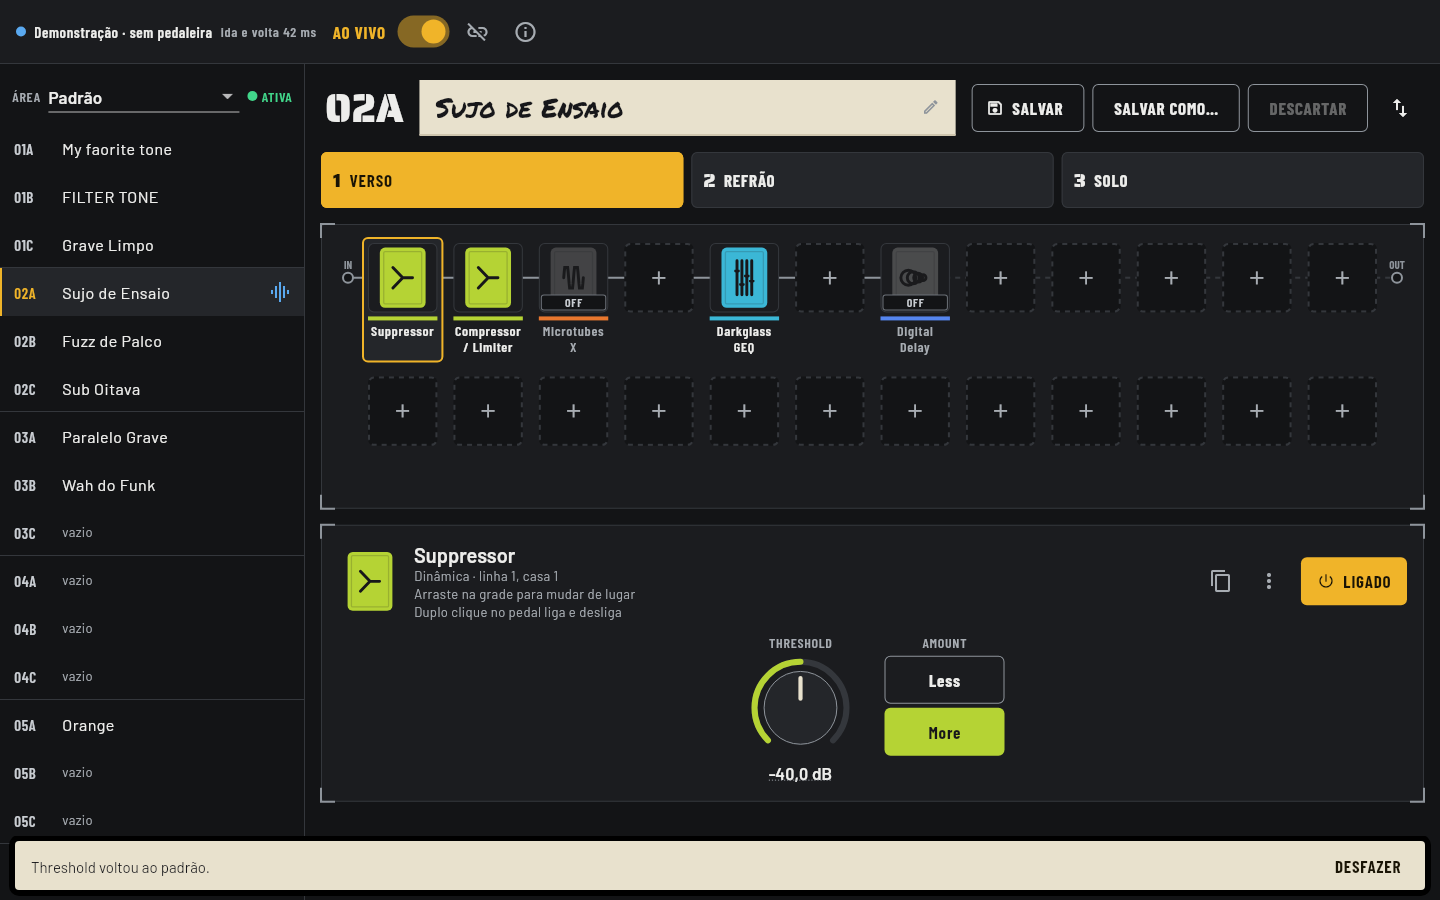 Demonstração · sem pedaleira Ida e volta 42 ms AO VIVO
ÁREA Padrão ATIVA
01A My faorite tone
01B FILTER TONE
01C Grave Limpo
02A Sujo de Ensaio
02B Fuzz de Palco
02C Sub Oitava
03A Paralelo Grave
03B Wah do Funk
03C vazio
04A vazio
04B vazio
04C vazio
05A Orange
05B vazio
05C vazio
02A Sujo de Ensaio SALVAR SALVAR COMO... DESCARTAR
1 VERSO 2 REFRÃO 3 SOLO
IN OUT
OFF OFF
Suppressor Compressor / Limiter Microtubes X Darkglass GEQ Digital Delay
Suppressor
Dinâmica · linha 1, casa 1
Arraste na grade para mudar de lugar
Duplo clique no pedal liga e desliga
LIGADO
THRESHOLD AMOUNT
Less
More
-40,0 dB
Threshold voltou ao padrão. DESFAZER